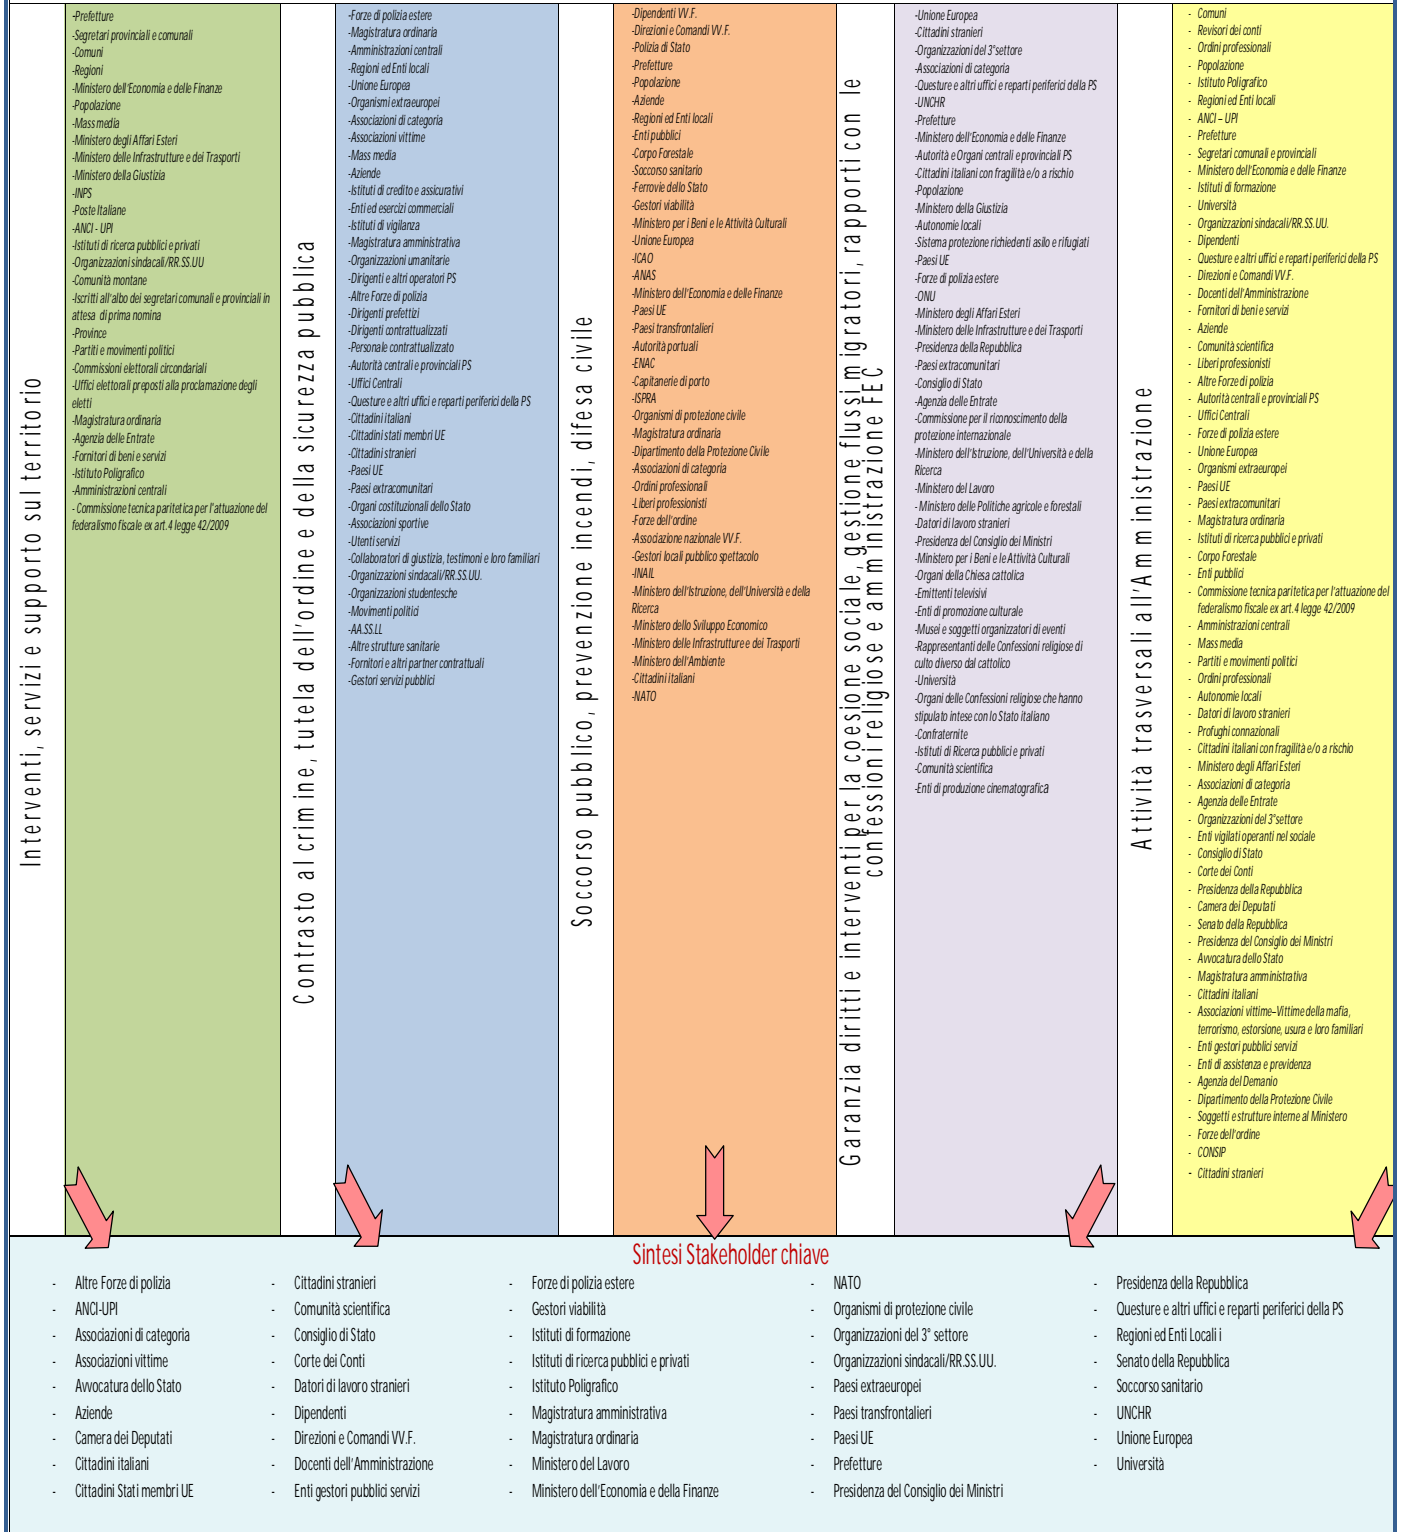 Interventi, servizi e supporto sul territorio
-Prefetture
-Segretari provinciali e comunali
-Comuni
-Regioni
-Ministero dell'Economia e delle Finanze
-Popolazione
-Mass media
-Ministero degli Affari Esteri
-Ministero delle Infrastrutture e dei Trasporti
-Ministero della Giustizia
-INPS
-Poste Italiane
-ANCI - UPI
-Istituti di ricerca pubblici e privati
-Organizzazioni sindacali/RR.SS.UU
-Comunità montane
-Iscritti all'albo dei segretari comunali e provinciali in
attesa di prima nomina
-Province
-Partiti e movimenti politici
-Commissioni elettorali circondariali
-Uffici elettorali preposti alla proclamazione degli
eletti
-Magistratura ordinaria
-Agenzia delle Entrate
-Fornitori di beni e servizi
-Istituto Poligrafico
-Amministrazioni centrali
- Commissione tecnica paritetica per l'attuazione del
federalismo fiscale ex art.4 legge 42/2009
Contrasto al crimine, tutela dell'ordine e della sicurezza pubblica
-Forze di polizia estere
-Magistratura ordinaria
-Amministrazioni centrali
-Regioni ed Enti locali
-Unione Europea
-Organismi extraeuropei
-Associazioni di categoria
-Associazioni vittime
-Mass media
-Aziende
-Istituti di credito e assicurativi
-Enti ed esercizi commerciali
-Istituti di vigilanza
-Magistratura amministrativa
-Organizzazioni umanitarie
-Dirigenti e altri operatori PS
-Altre Forze di polizia
-Dirigenti prefettizi
-Dirigenti contrattualizzati
-Personale contrattualizzato
-Autorità centrali e provinciali PS
-Uffici Centrali
-Questure e altri uffici e reparti periferici della PS
-Cittadini italiani
-Cittadini stati membri UE
-Cittadini stranieri
-Paesi UE
-Paesi extracomunitari
-Organi costituzionali dello Stato
-Associazioni sportive
-Utenti servizi
-Collaboratori di giustizia, testimoni e loro familiari
-Organizzazioni sindacali/RR.SS.UU.
-Organizzazioni studentesche
-Movimenti politici
-AA.SS.LL
-Altre strutture sanitarie
-Fornitori e altri partner contrattuali
-Gestori servizi pubblici
Soccorso pubblico, prevenzione incendi, difesa civile
-Dipendenti VV.F.
-Direzioni e Comandi VV.F.
-Polizia di Stato
-Prefetture
-Popolazione
-Aziende
-Regioni ed Enti locali
-Enti pubblici
-Corpo Forestale
-Soccorso sanitario
-Ferrovie dello Stato
-Gestori viabilità
-Ministero per i Beni e le Attività Culturali
-Unione Europea
-ICAO
-ANAS
-Ministero dell'Economia e delle Finanze
-Paesi UE
-Paesi transfrontalieri
-Autorità portuali
-ENAC
-Capitanerie di porto
-ISPRA
-Organismi di protezione civile
-Magistratura ordinaria
-Dipartimento della Protezione Civile
-Associazioni di categoria
-Ordini professionali
-Liberi professionisti
-Forze dell'ordine
-Associazione nazionale VV.F.
-Gestori locali pubblico spettacolo
-INAIL
-Ministero dell'Istruzione, dell'Università e della
Ricerca
-Ministero dello Sviluppo Economico
-Ministero delle Infrastrutture e dei Trasporti
-Ministero dell'Ambiente
-Cittadini italiani
-NATO
Garanzia diritti e interventi per la coesione sociale, gestione flussi migratori, rapporti con le
confessioni religiose e amministrazione FEC
-Unione Europea
-Cittadini stranieri
-Organizzazioni del 3°settore
-Associazioni di categoria
-Questure e altri uffici e reparti periferici della PS
-UNCHR
-Prefetture
-Ministero dell'Economia e delle Finanze
-Autorità e Organi centrali e provinciali PS
-Cittadini italiani con fragilità e/o a rischio
-Popolazione
-Ministero della Giustizia
-Autonomie locali
-Sistema protezione richiedenti asilo e rifugiati
-Paesi UE
-Forze di polizia estere
-ONU
-Ministero degli Affari Esteri
-Ministero delle Infrastrutture e dei Trasporti
-Presidenza della Repubblica
-Paesi extracomunitari
-Consiglio di Stato
-Agenzia delle Entrate
-Commissione per il riconoscimento della
protezione internazionale
-Ministero dell'Istruzione, dell'Università e della
Ricerca
-Ministero del Lavoro
- Ministero delle Politiche agricole e forestali
-Datori di lavoro stranieri
-Presidenza del Consiglio dei Ministri
-Ministero per i Beni e le Attività Culturali
-Organi della Chiesa cattolica
-Emittenti televisivi
-Enti di promozione culturale
-Musei e soggetti organizzatori di eventi
-Rappresentanti delle Confessioni religiose di
culto diverso dal cattolico
-Università
-Organi delle Confessioni religiose che hanno
stipulato intese con lo Stato italiano
-Confraternite
-Istituti di Ricerca pubblici e privati
-Comunità scientifica
-Enti di produzione cinematografica
Attività trasversali all'Amministrazione
- Comuni
- Revisori dei conti
- Ordini professionali
- Popolazione
- Istituto Poligrafico
- Regioni ed Enti locali
- ANCI – UPI
- Prefetture
- Segretari comunali e provinciali
- Ministero dell'Economia e delle Finanze
- Istituti di formazione
- Università
- Organizzazioni sindacali/RR.SS.UU.
- Dipendenti
- Questure e altri uffici e reparti periferici della PS
- Direzioni e Comandi VV.F.
- Docenti dell'Amministrazione
- Fornitori di beni e servizi
- Aziende
- Comunità scientifica
- Liberi professionisti
- Altre Forze di polizia
- Autorità centrali e provinciali PS
- Uffici Centrali
- Forze di polizia estere
- Unione Europea
- Organismi extraeuropei
- Paesi UE
- Paesi extracomunitari
- Magistratura ordinaria
- Istituti di ricerca pubblici e privati
- Corpo Forestale
- Enti pubblici
- Commissione tecnica paritetica per l'attuazione del
federalismo fiscale ex art.4 legge 42/2009
- Amministrazioni centrali
- Mass media
- Partiti e movimenti politici
- Ordini professionali
- Autonomie locali
- Datori di lavoro stranieri
- Profughi connazionali
- Cittadini italiani con fragilità e/o a rischio
- Ministero degli Affari Esteri
- Associazioni di categoria
- Agenzia delle Entrate
- Organizzazioni del 3°settore
- Enti vigilati operanti nel sociale
- Consiglio di Stato
- Corte dei Conti
- Presidenza della Repubblica
- Camera dei Deputati
- Senato della Repubblica
- Presidenza del Consiglio dei Ministri
- Avvocatura dello Stato
- Magistratura amministrativa
- Cittadini italiani
- Associazioni vittime–Vittime della mafia,
terrorismo, estorsione, usura e loro familiari
- Enti gestori pubblici servizi
- Enti di assistenza e previdenza
- Agenzia del Demanio
- Dipartimento della Protezione Civile
- Soggetti e strutture interne al Ministero
- Forze dell'ordine
- CONSIP
- Cittadini stranieri
Sintesi Stakeholder chiave
- Altre Forze di polizia
- ANCI-UPI
- Associazioni di categoria
- Associazioni vittime
- Avvocatura dello Stato
- Aziende
- Camera dei Deputati
- Cittadini italiani
- Cittadini Stati membri UE
- Cittadini stranieri
- Comunità scientifica
- Consiglio di Stato
- Corte dei Conti
- Datori di lavoro stranieri
- Dipendenti
- Direzioni e Comandi VV.F.
- Docenti dell'Amministrazione
- Enti gestori pubblici servizi
- Forze di polizia estere
- Gestori viabilità
- Istituti di formazione
- Istituti di ricerca pubblici e privati
- Istituto Poligrafico
- Magistratura amministrativa
- Magistratura ordinaria
- Ministero del Lavoro
- Ministero dell'Economia e della Finanze
- NATO
- Organismi di protezione civile
- Organizzazioni del 3° settore
- Organizzazioni sindacali/RR.SS.UU.
- Paesi extraeuropei
- Paesi transfrontalieri
- Paesi UE
- Prefetture
- Presidenza del Consiglio dei Ministri
- Presidenza della Repubblica
- Questure e altri uffici e reparti periferici della PS
- Regioni ed Enti Locali i
- Senato della Repubblica
- Soccorso sanitario
- UNCHR
- Unione Europea
- Università